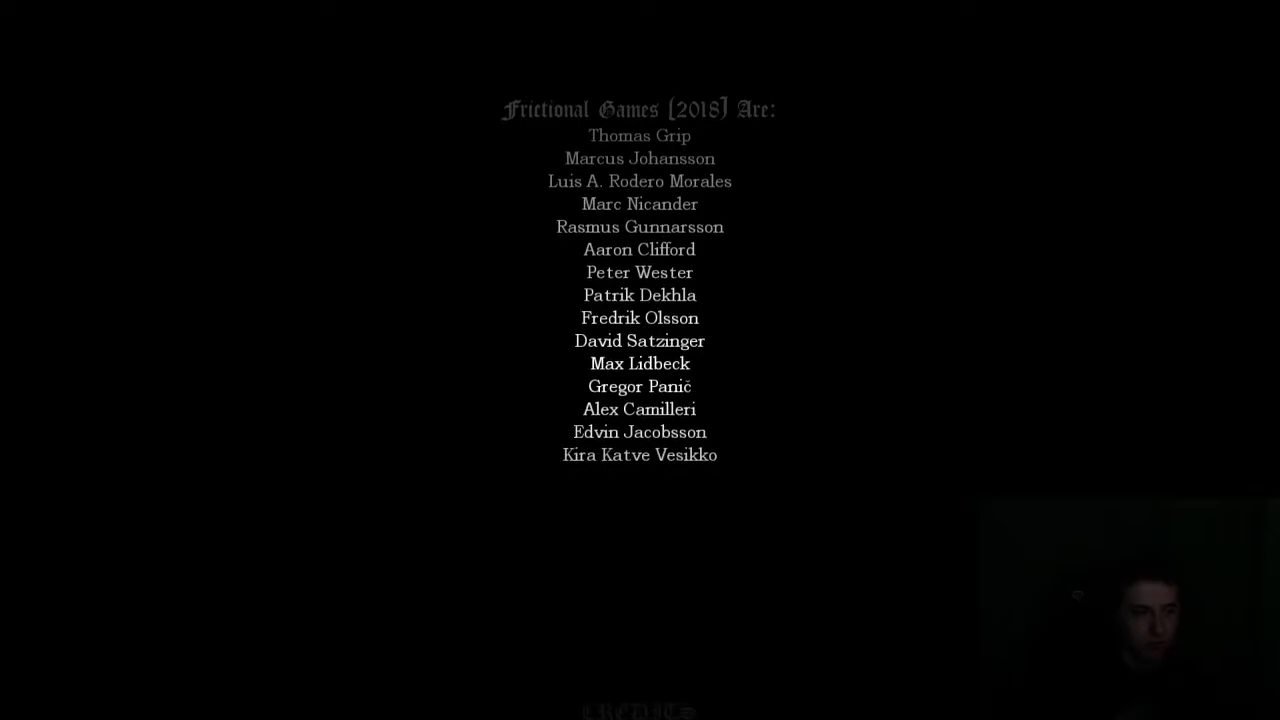 Frictional Games [2018] Are:
Thomas Grip
Marcus Johansson
Luis A. Rodero Morales
Marc Nicander
Rasmus Gunnarsson
Aaron Clifford
Peter Wester
Patrik Dekhla
Fredrik Olsson
David Satzinger
Max Lidbeck
Gregor Panič
Alex Camilleri
Edvin Jacobsson
Kira Katve Vesikko
CREDITS